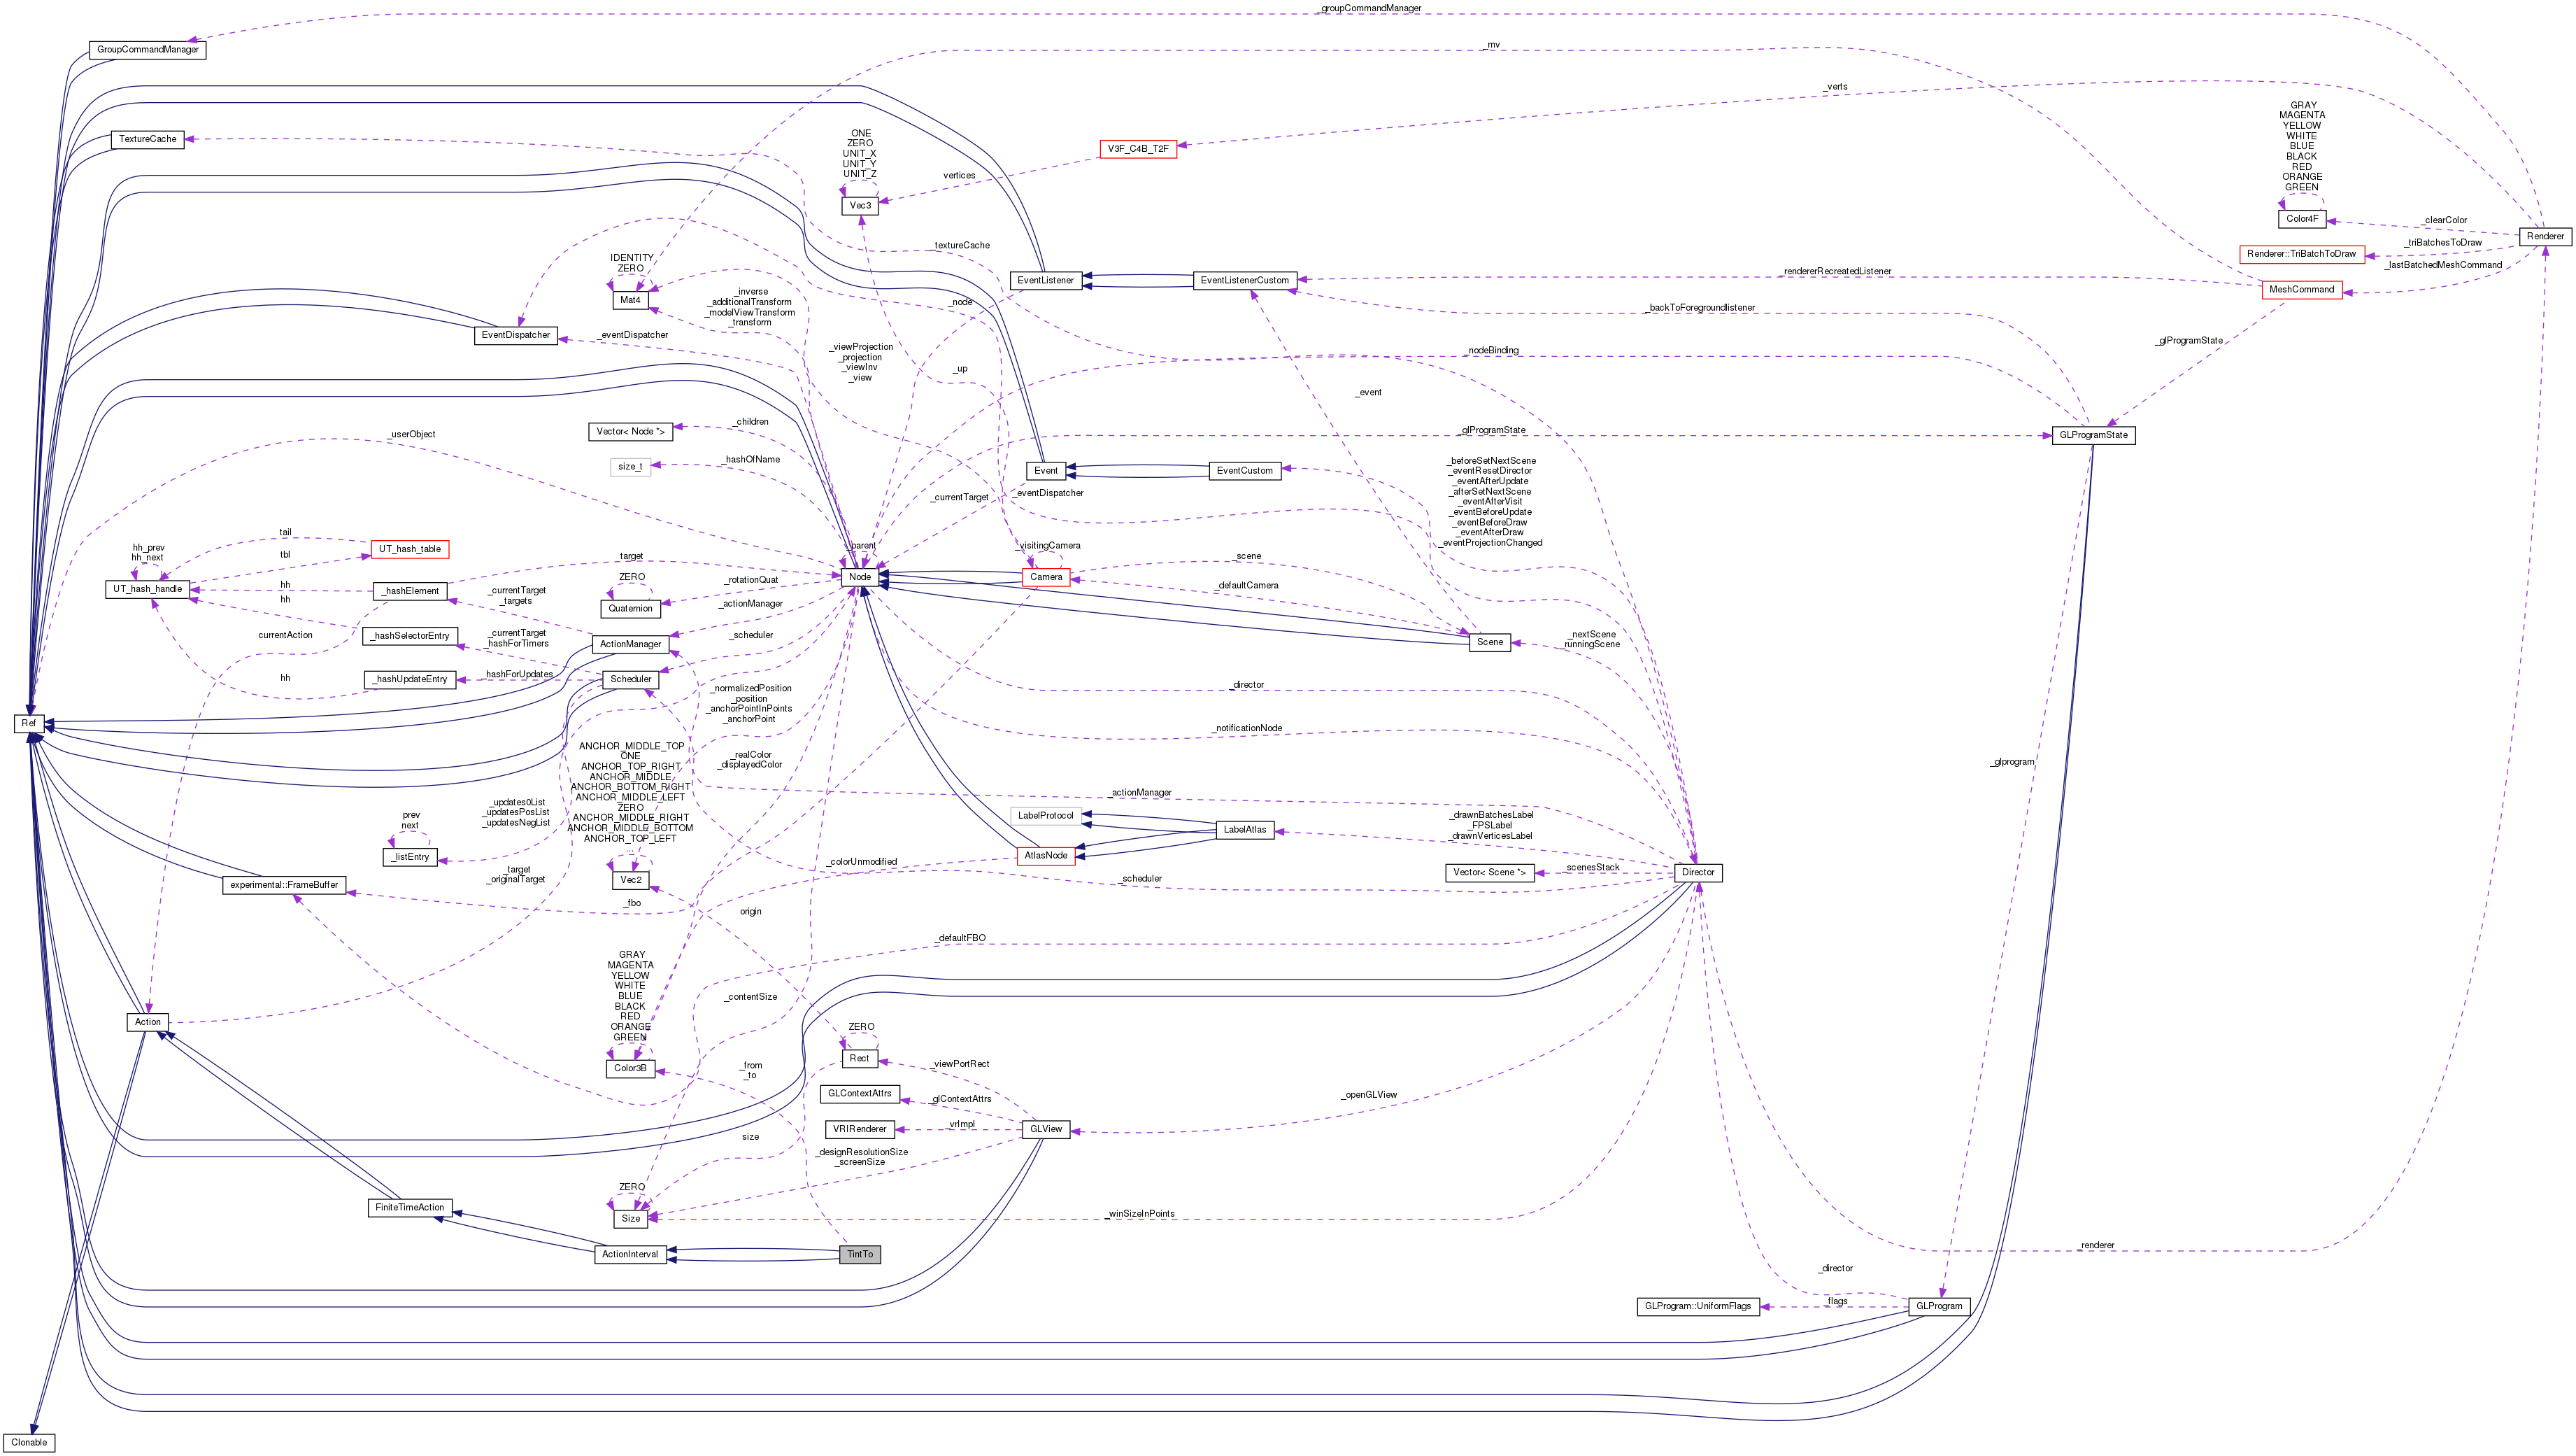 _groupCommandManager
GroupCommandManager
_mv
_verts
GRAY
MAGENTA
YELLOW
WHITE
BLUE
BLACK
RED
ORANGE
GREEN
TextureCache
ONE
ZERO
UNIT_X
UNIT_Y
UNIT_Z
V3F_C4B_T2F
vertices
Vec3
Color4F
_clearColor
Renderer
_textureCache
_triBatchesToDraw
Renderer::TriBatchToDraw
IDENTITY
ZERO
_lastBatchedMeshCommand
EventListener
EventListenerCustom
_rendererRecreatedListener
MeshCommand
Mat4
_inverse
_additionalTransform
_modelViewTransform
_transform
_node
_backToForegroundlistener
EventDispatcher
_eventDispatcher
_glProgramState
_viewProjection
_projection
_viewInv
_view
_nodeBinding
_up
_event
Vector< Node *>
_children
_userObject
_glProgramState
GLProgramState
size_t
_hashOfName
Event
EventCustom
_beforeSetNextScene
_eventResetDirector
_eventAfterUpdate
_afterSetNextScene
_eventAfterVisit
_eventBeforeUpdate
_eventBeforeDraw
_eventAfterDraw
_eventProjectionChanged
_currentTarget
_eventDispatcher
tail
hh_prev
hh_next
tbl
UT_hash_table
_parent
_visitingCamera
target
_scene
UT_hash_handle
hh
_hashElement
ZERO
_rotationQuat
Node
Camera
_defaultCamera
hh
_currentTarget
_targets
Quaternion
_actionManager
currentAction
_hashSelectorEntry
_currentTarget
_hashForTimers
ActionManager
_scheduler
Scene
_nextScene
_runningScene
hh
_hashUpdateEntry
_hashForUpdates
Scheduler
_normalizedPosition
_position
_anchorPointInPoints
_anchorPoint
_director
Ref
_notificationNode
ANCHOR_MIDDLE_TOP
ONE
ANCHOR_TOP_RIGHT
ANCHOR_MIDDLE
ANCHOR_BOTTOM_RIGHT
ANCHOR_MIDDLE_LEFT
ZERO
ANCHOR_MIDDLE_RIGHT
ANCHOR_MIDDLE_BOTTOM
ANCHOR_TOP_LEFT
...
_realColor
_displayedColor
_glprogram
_actionManager
prev
next
_updates0List
_updatesPosList
_updatesNegList
LabelProtocol
LabelAtlas
_drawnBatchesLabel
_FPSLabel
_drawnVerticesLabel
_listEntry
AtlasNode
_colorUnmodified
_scheduler
Vector< Scene *>
_scenesStack
Director
experimental::FrameBuffer
_target
_originalTarget
Vec2
_fbo
origin
_defaultFBO
GRAY
MAGENTA
YELLOW
WHITE
BLUE
BLACK
RED
ORANGE
GREEN
_contentSize
Action
ZERO
Rect
_viewPortRect
Color3B
_from
_to
GLContextAttrs
_glContextAttrs
_openGLView
VRIRenderer
_vrImpl
GLView
size
_designResolutionSize
_screenSize
ZERO
FiniteTimeAction
Size
_winSizeInPoints
ActionInterval
TintTo
_renderer
_director
GLProgram::UniformFlags
_flags
GLProgram
Clonable